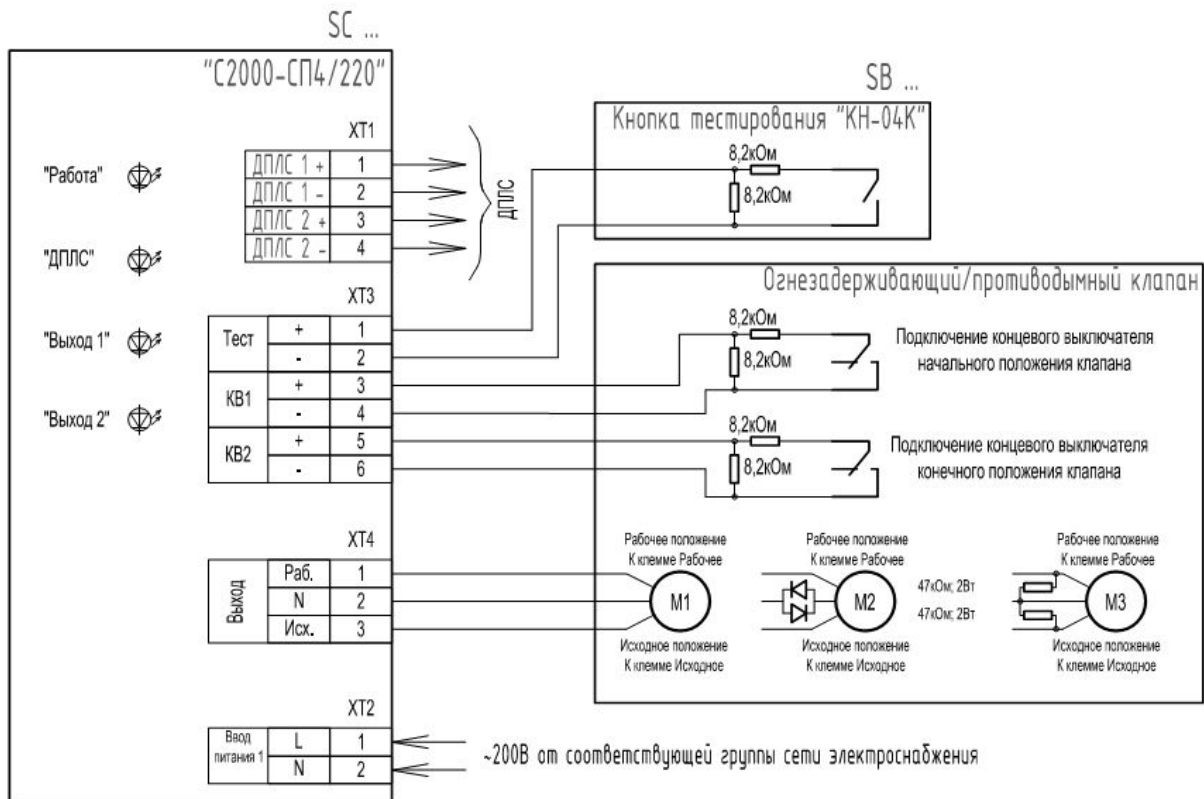 SC ...
"С2000-СП4/220"
"Работа"
"ДПЛС"
"Выход 1"
"Выход 2"
XT1
ДПЛС 1 + 1
ДПЛС 1 - 2
ДПЛС 2 + 3
ДПЛС 2 - 4
ДПЛС
XT3
Тест + 1
- 2
КВ1 + 3
- 4
КВ2 + 5
- 6
XT4
Выход
Раб. 1
N 2
Исх. 3
XT2
Ввод
питания 1
L 1
N 2
~200В от соответствующей группы сети электроснабжения
SB ...
Кнопка тестирования "КН-04К"
8,2кОм
8,2кОм
Огнезадерживающий/противодымный клапан
8,2кОм
8,2кОм
Подключение концевого выключателя
начального положения клапана
8,2кОм
8,2кОм
Подключение концевого выключателя
конечного положения клапана
Рабочее положение
К клемме Рабочее
M1
Исходное положение
К клемме Исходное
Рабочее положение
К клемме Рабочее
M2
Исходное положение
К клемме Исходное
47кОм; 2Вт
47кОм; 2Вт
Рабочее положение
К клемме Рабочее
M3
Исходное положение
К клемме Исходное